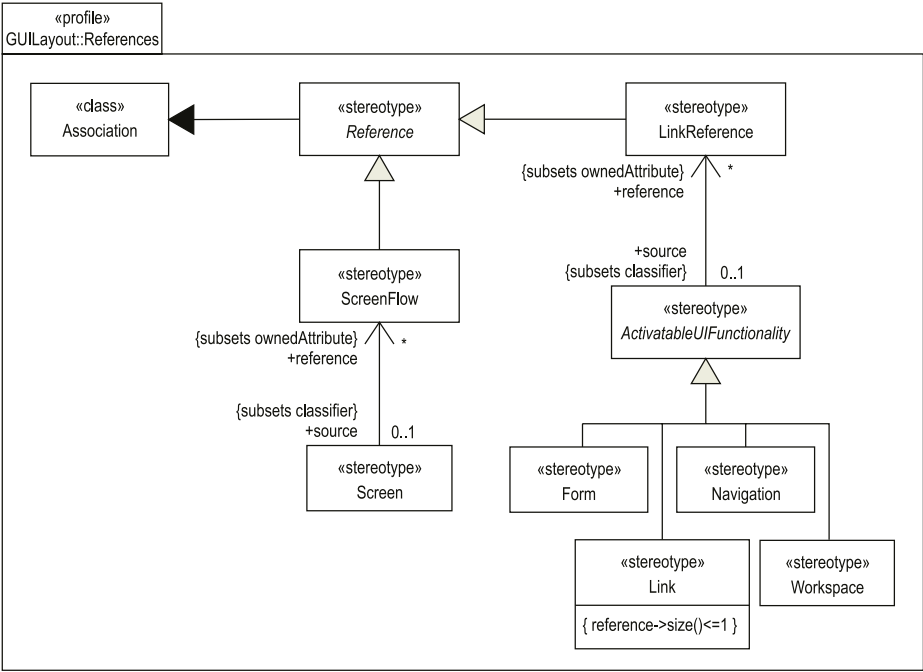 «profile»
GUILayout::References
«class»
Association
«stereotype»
Reference
«stereotype»
LinkReference
{subsets ownedAttribute}
+reference
*
+source
{subsets classifier}
0..1
«stereotype»
ScreenFlow
«stereotype»
ActivatableUIFunctionality
{subsets ownedAttribute}
+reference
*
{subsets classifier}
+source
0..1
«stereotype»
Screen
«stereotype»
Form
«stereotype»
Navigation
«stereotype»
Link
{ reference->size()<=1 }
«stereotype»
Workspace